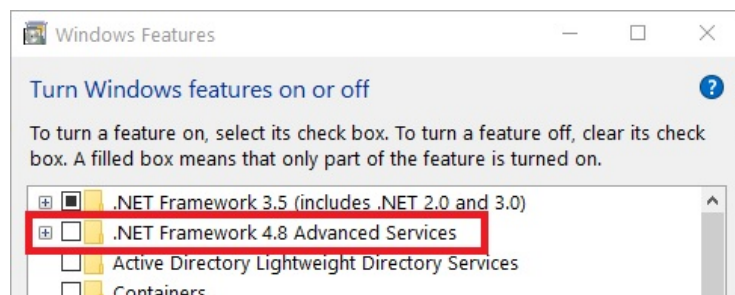 Windows Features
Turn Windows features on or off
To turn a feature on, select its check box. To turn a feature off, clear its check
box. A filled box means that only part of the feature is turned on.
.NET Framework 3.5 (includes .NET 2.0 and 3.0)
.NET Framework 4.8 Advanced Services
Active Directory Lightweight Directory Services
Containers